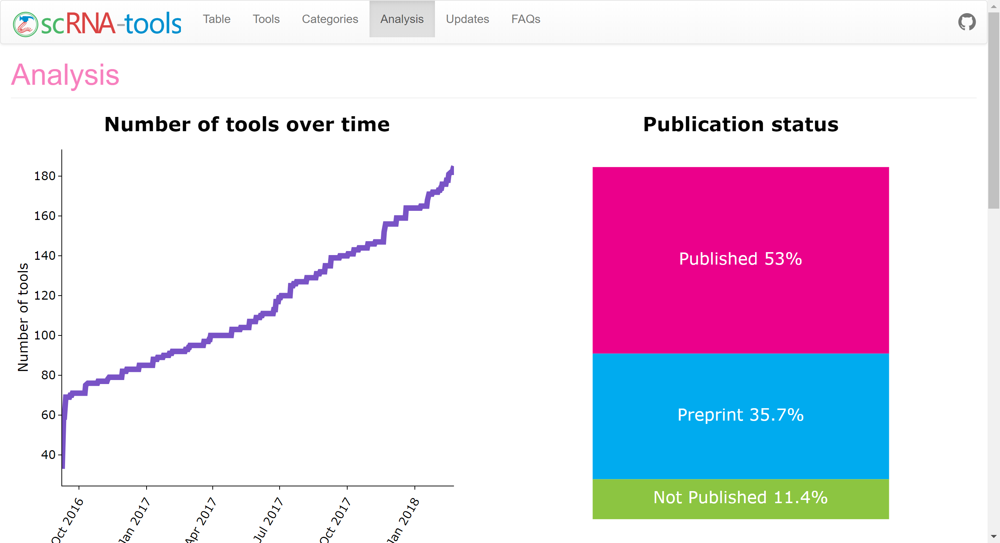 scRNA-tools Table Tools Categories Analysis Updates FAQs
Analysis
Number of tools over time
Number of tools
180
160
140
120
100
80
60
40
Oct 2016
Jan 2017
Apr 2017
Jul 2017
Oct 2017
Jan 2018
Publication status
Published 53%
Preprint 35.7%
Not Published 11.4%